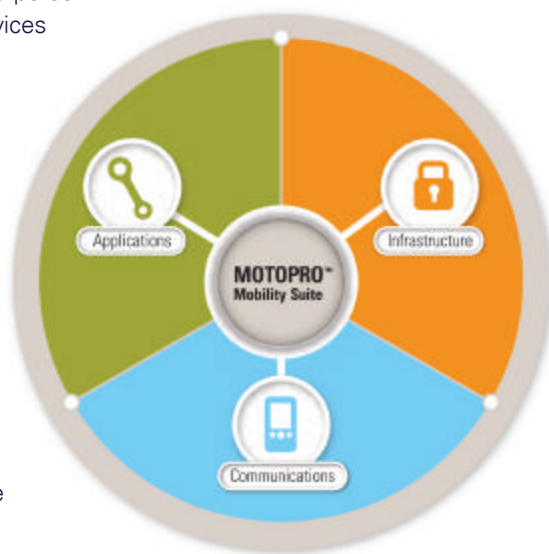 vices
Applications
Infrastructure
MOTOPRO™
Mobility Suite
Communications
e